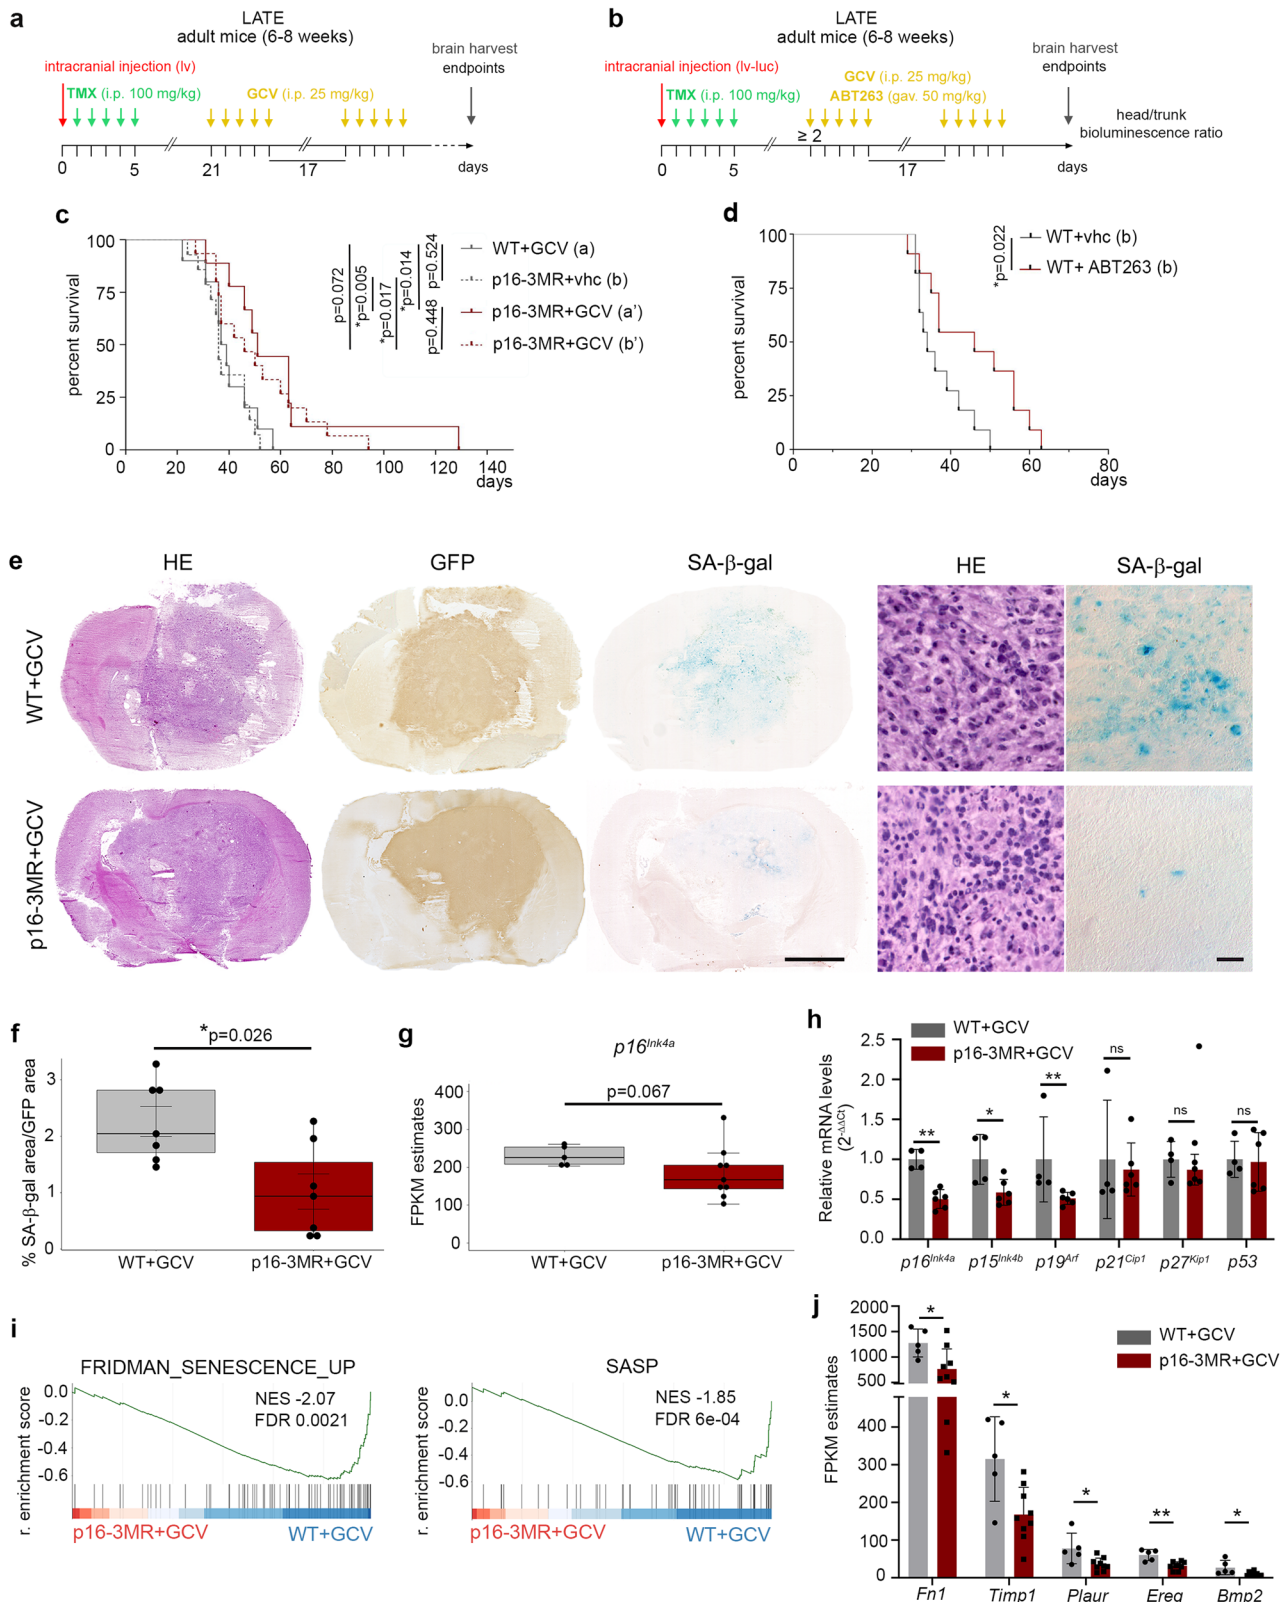 a
LATE
adult mice (6-8 weeks)
brain harvest
endpoints
intracranial injection (lv)
TMX (i.p. 100 mg/kg)
GCV (i.p. 25 mg/kg)
0
5
21
17
days
b
LATE
adult mice (6-8 weeks)
brain harvest
endpoints
intracranial injection (lv-luc)
GCV (i.p. 25 mg/kg)
TMX (i.p. 100 mg/kg)
ABT263 (gav. 50 mg/kg)
head/trunk
bioluminescence ratio
≥ 2
0
5
17
days
c
percent survival
100
75
50
25
0
0
20
40
60
80
100
120
140
days
p=0.072
*p=0.005
*p=0.017
*p=0.014
p=0.524
p=0.448
WT+GCV (a)
p16-3MR+vhc (b)
p16-3MR+GCV (a')
p16-3MR+GCV (b')
d
percent survival
100
75
50
25
0
0
20
40
60
80
days
*p=0.022
WT+vhc (b)
WT+ ABT263 (b)
e
HE
GFP
SA-β-gal
HE
SA-β-gal
WT+GCV
p16-3MR+GCV
f
*p=0.026
% SA-β-gal area/GFP area
3
2
1
0
WT+GCV
p16-3MR+GCV
g
p16Ink4a
p=0.067
FPKM estimates
400
300
200
100
0
WT+GCV
p16-3MR+GCV
h
WT+GCV
p16-3MR+GCV
Relative mRNA levels
(2-ΔΔCt)
2.5
2.0
1.5
1.0
0.5
0.0
**
*
**
ns
ns
ns
p16Ink4a
p15Ink4b
p19Arf
p21Cip1
p27Kip1
p53
i
FRIDMAN_SENESCENCE_UP
NES -2.07
FDR 0.0021
r. enrichment score
0.0
-0.2
-0.4
-0.6
p16-3MR+GCV
WT+GCV
SASP
NES -1.85
FDR 6e-04
r. enrichment score
0.0
-0.2
-0.4
-0.6
p16-3MR+GCV
WT+GCV
j
WT+GCV
p16-3MR+GCV
FPKM estimates
2000
1500
1000
500
400
300
200
100
0
*
*
*
**
*
Fn1
Timp1
Plaur
Ereg
Bmp2